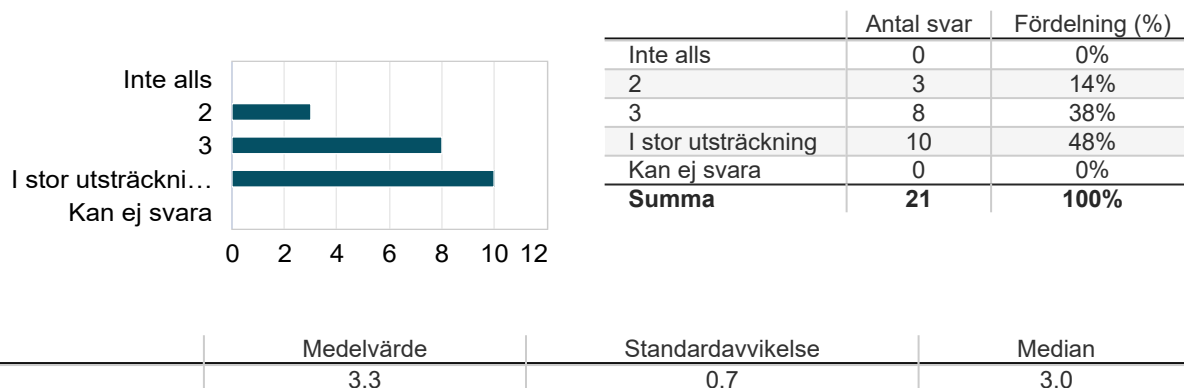 Inte alls
2
3
I stor utsträckni…
Kan ej svara
0 2 4 6 8 10 12
Antal svar Fördelning (%)
Inte alls 0 0%
2 3 14%
3 8 38%
I stor utsträckning 10 48%
Kan ej svara 0 0%
Summa 21 100%
Medelvärde Standardavvikelse Median
3.3 0.7 3.0